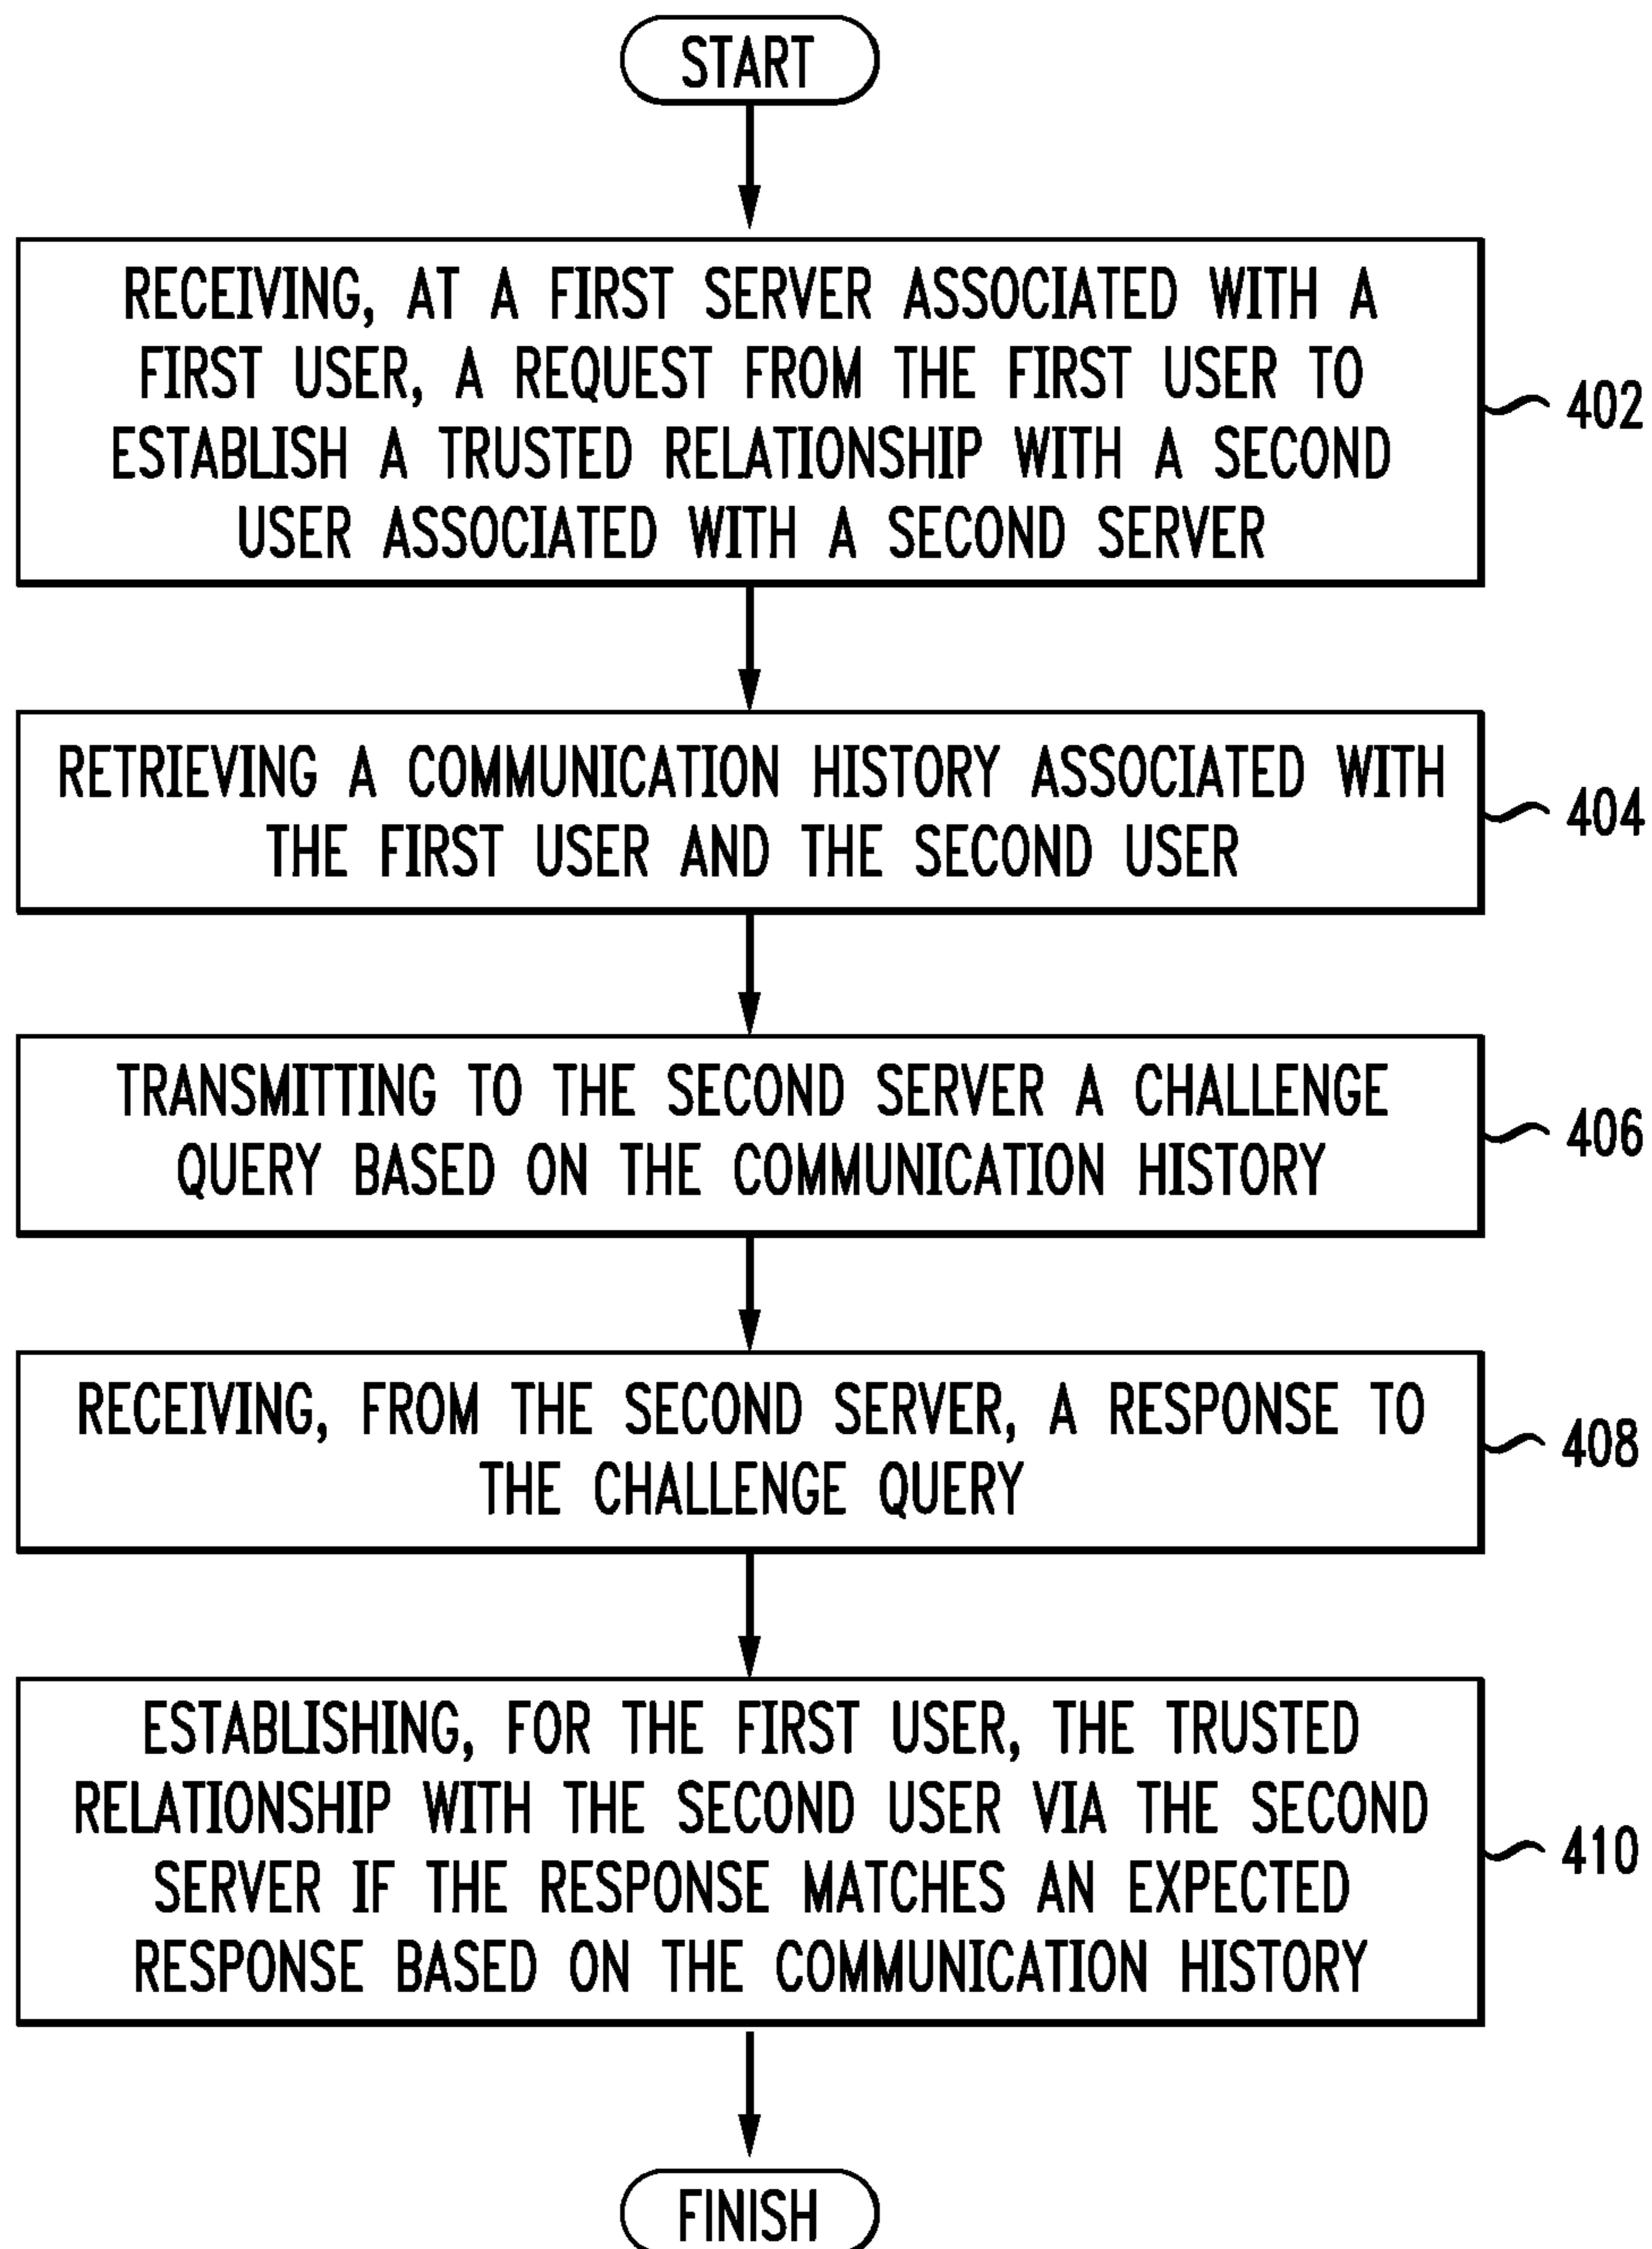 START
RECEIVING, AT A FIRST SERVER ASSOCIATED WITH A
FIRST USER, A REQUEST FROM THE FIRST USER TO
ESTABLISH A TRUSTED RELATIONSHIP WITH A SECOND
USER ASSOCIATED WITH A SECOND SERVER
402
RETRIEVING A COMMUNICATION HISTORY ASSOCIATED WITH
THE FIRST USER AND THE SECOND USER
404
TRANSMITTING TO THE SECOND SERVER A CHALLENGE
QUERY BASED ON THE COMMUNICATION HISTORY
406
RECEIVING, FROM THE SECOND SERVER, A RESPONSE TO
THE CHALLENGE QUERY
408
ESTABLISHING, FOR THE FIRST USER, THE TRUSTED
RELATIONSHIP WITH THE SECOND USER VIA THE SECOND
SERVER IF THE RESPONSE MATCHES AN EXPECTED
RESPONSE BASED ON THE COMMUNICATION HISTORY
410
FINISH